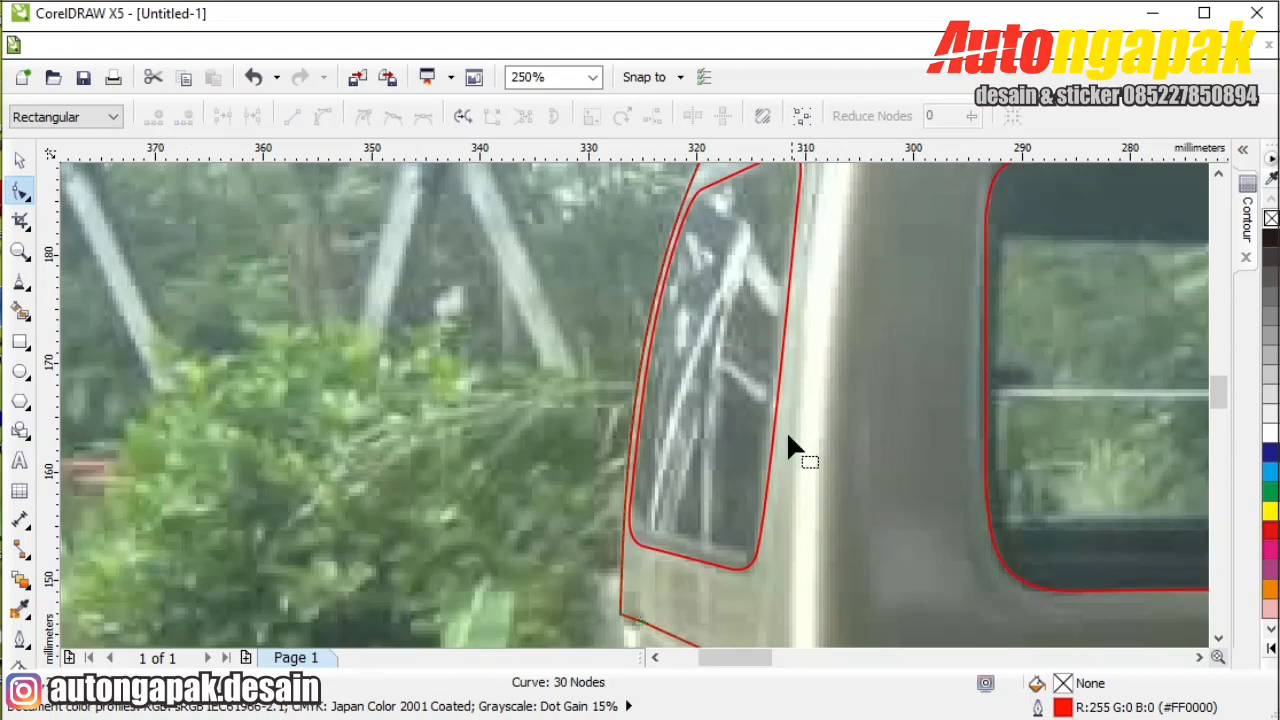 CorelDRAW X5 - [Untitled-1]
Autongapak
desain & sticker 085227850894
250%
Snap to
Rectangular
Reduce Nodes
0
370 360 350 340 330 320 310 300 290 280 millimeters
180
170
160
150
millimeters
Contour
1 of 1
Page 1
autongapak.desain
Curve: 30 Nodes
None
Document color profiles: RGB: sRGB IEC61966-2.1; CMYK: Japan Color 2001 Coated; Grayscale: Dot Gain 15%
R:255 G:0 B:0 (#FF0000)